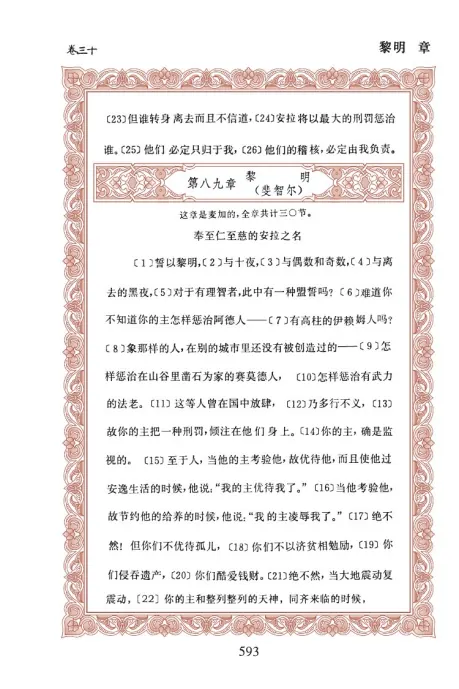 卷三十
黎明 章
〔23〕但谁转身离去而且不信道，〔24〕安拉将以最大的刑罚惩治
谁。〔25〕他们必定只归于我，〔26〕他们的稽核，必定由我负责。
第八九章 黎 明
（斐智尔）
这章是麦加的，全章共计三〇节。
奉至仁至慈的安拉之名
〔1〕誓以黎明，〔2〕与十夜，〔3〕与偶数和奇数，〔4〕与离
去的黑夜，〔5〕对于有理智者，此中有一种盟誓吗？〔6〕难道你
不知道你的主怎样惩治阿德人——〔7〕有高柱的伊赖姆人吗？
〔8〕象那样的人，在别的城市里还没有被创造过的——〔9〕怎
样惩治在山谷里凿石为家的赛莫德人，〔10〕怎样惩治有武力
的法老。〔11〕这等人曾在国中放肆，〔12〕乃多行不义，〔13〕
故你的主把一种刑罚，倾注在他们身上。〔14〕你的主，确是监
视的。〔15〕至于人，当他的主考验他，故优待他，而且使他过
安逸生活的时候，他说：“我的主优待我了。”〔16〕当他考验他，
故节约他的给养的时候，他说：“我的主凌辱我了。”〔17〕绝不
然！但你们不优待孤儿，〔18〕你们不以济贫相勉励，〔19〕你
们侵吞遗产，〔20〕你们酷爱钱财。〔21〕绝不然，当大地震动复
震动，〔22〕你的主和整列整列的天神，同齐来临的时候，
593